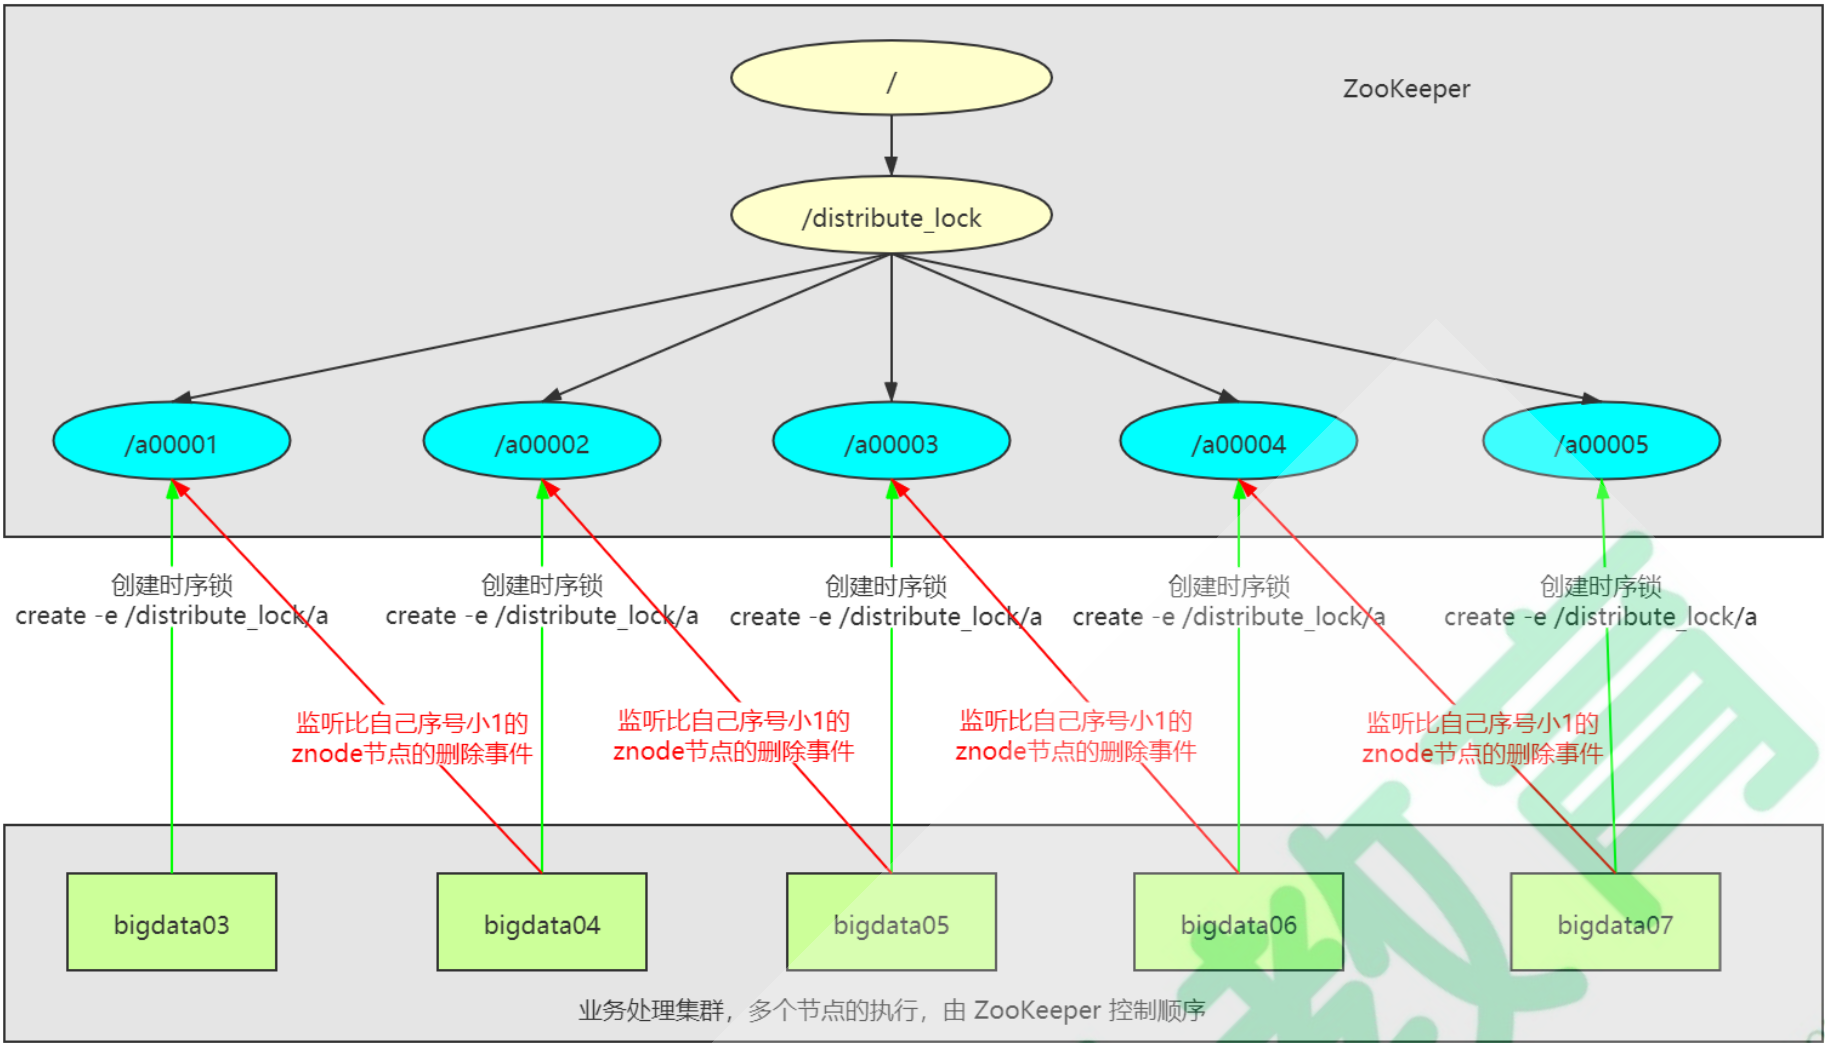 /
ZooKeeper
/distribute_lock
/a00001
/a00002
/a00003
/a00004
/a00005
创建时序锁
create -e /distribute_lock/a
创建时序锁
create -e /distribute_lock/a
创建时序锁
create -e /distribute_lock/a
创建时序锁
create -e /distribute_lock/a
创建时序锁
create -e /distribute_lock/a
监听比自己序号小1的
znode节点的删除事件
监听比自己序号小1的
znode节点的删除事件
监听比自己序号小1的
znode节点的删除事件
监听比自己序号小1的
znode节点的删除事件
bigdata03
bigdata04
bigdata05
bigdata06
bigdata07
业务处理集群，多个节点的执行，由 ZooKeeper 控制顺序
教育